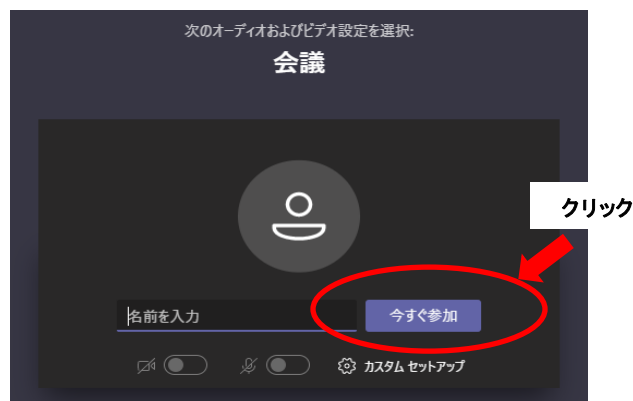 次のオーディオおよびビデオ設定を選択:
会議
クリック
名前を入力
今すぐ参加
カスタム セットアップ